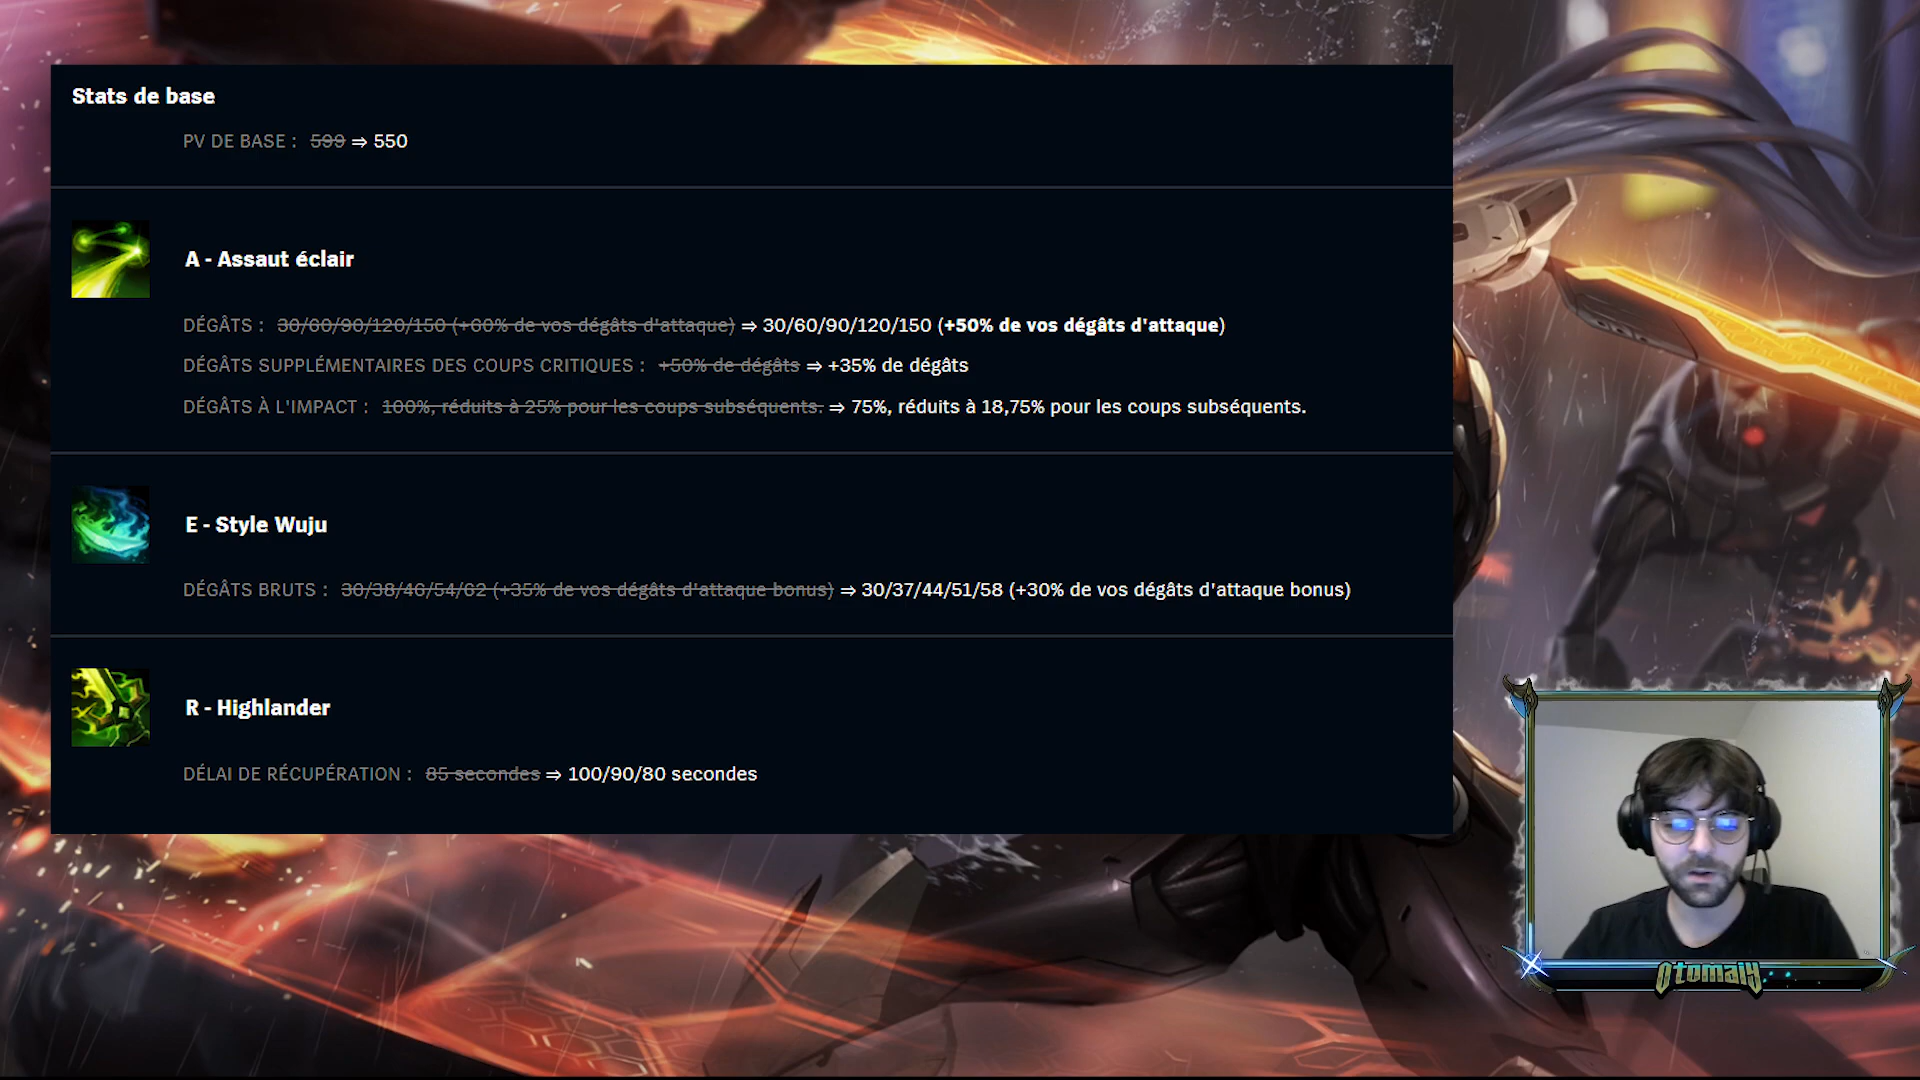 Stats de base
PV DE BASE : 599 ⇒ 550
A - Assaut éclair
DÉGÂTS : 30/60/90/120/150 (+60% de vos dégâts d'attaque) ⇒ 30/60/90/120/150 (+50% de vos dégâts d'attaque)
DÉGÂTS SUPPLÉMENTAIRES DES COUPS CRITIQUES : +50% de dégâts ⇒ +35% de dégâts
DÉGÂTS À L'IMPACT : 100%, réduits à 25% pour les coups subséquents. ⇒ 75%, réduits à 18,75% pour les coups subséquents.
E - Style Wuju
DÉGÂTS BRUTS : 30/38/46/54/62 (+35% de vos dégâts d'attaque bonus) ⇒ 30/37/44/51/58 (+30% de vos dégâts d'attaque bonus)
R - Highlander
DÉLAI DE RÉCUPÉRATION : 85 secondes ⇒ 100/90/80 secondes
Otomaiy